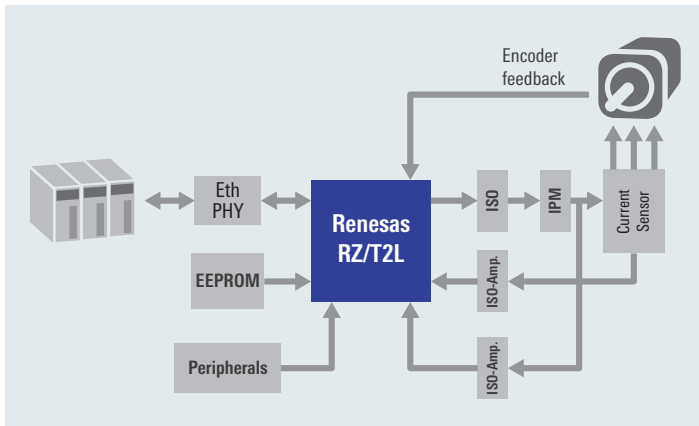 Encoder
feedback
Eth
PHY
Renesas
RZ/T2L
ISO
IPM
Current
Sensor
EEPROM
ISO-Amp.
Peripherals
ISO-Amp.